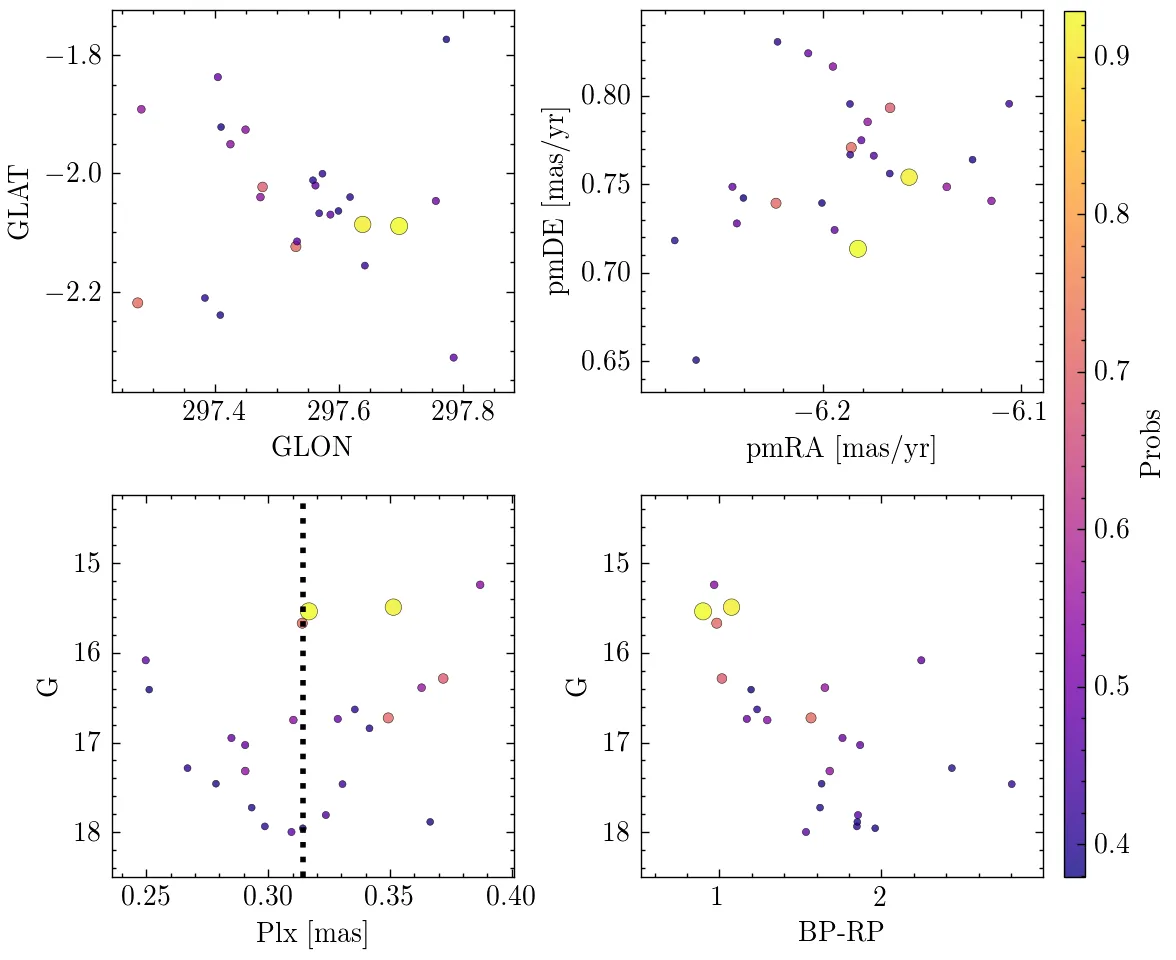 −1.8
−2.0
−2.2
GLAT
297.4 297.6 297.8
GLON
0.80
0.75
0.70
0.65
pmDE [mas/yr]
−6.2 −6.1
pmRA [mas/yr]
15
16
17
18
G
0.25 0.30 0.35 0.40
Plx [mas]
15
16
17
18
G
1 2
BP-RP
0.9
0.8
0.7
0.6
0.5
0.4
Probs